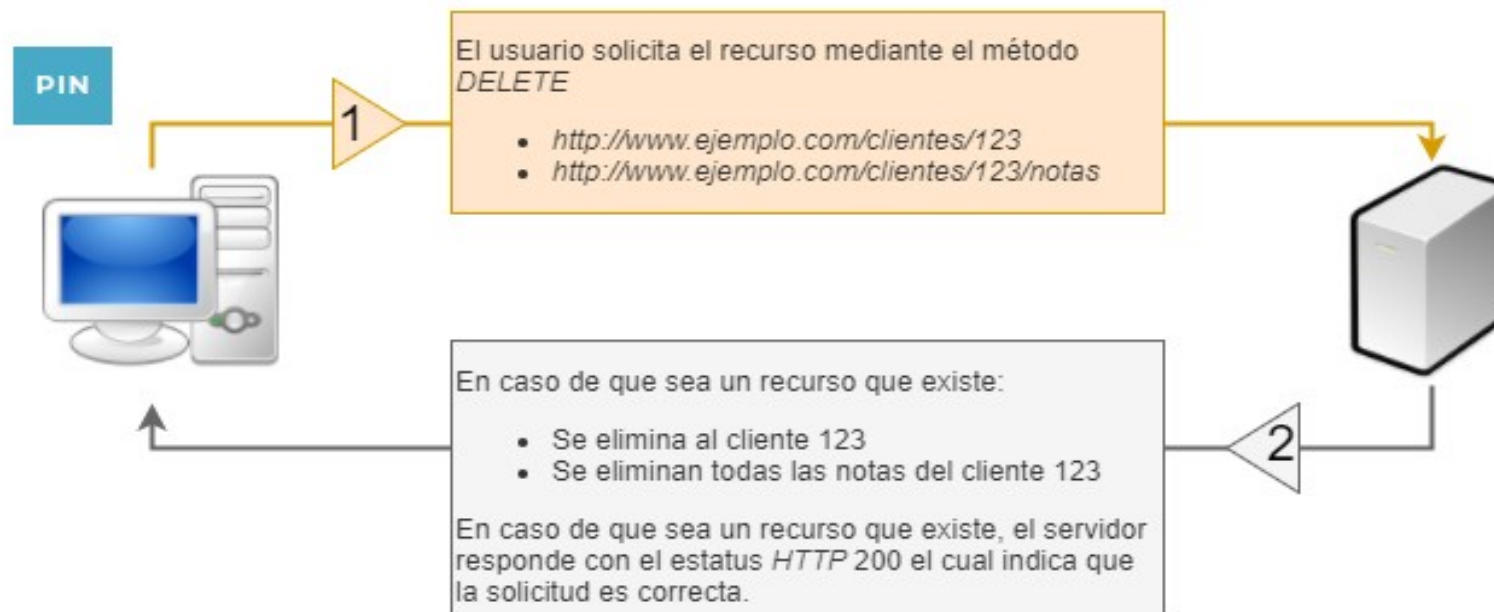 PIN
1
El usuario solicita el recurso mediante el método
DELETE
• http://www.ejemplo.com/clientes/123
• http://www.ejemplo.com/clientes/123/notas
En caso de que sea un recurso que existe:
• Se elimina al cliente 123
• Se eliminan todas las notas del cliente 123
2
En caso de que sea un recurso que existe, el servidor
responde con el estatus HTTP 200 el cual indica que
la solicitud es correcta.